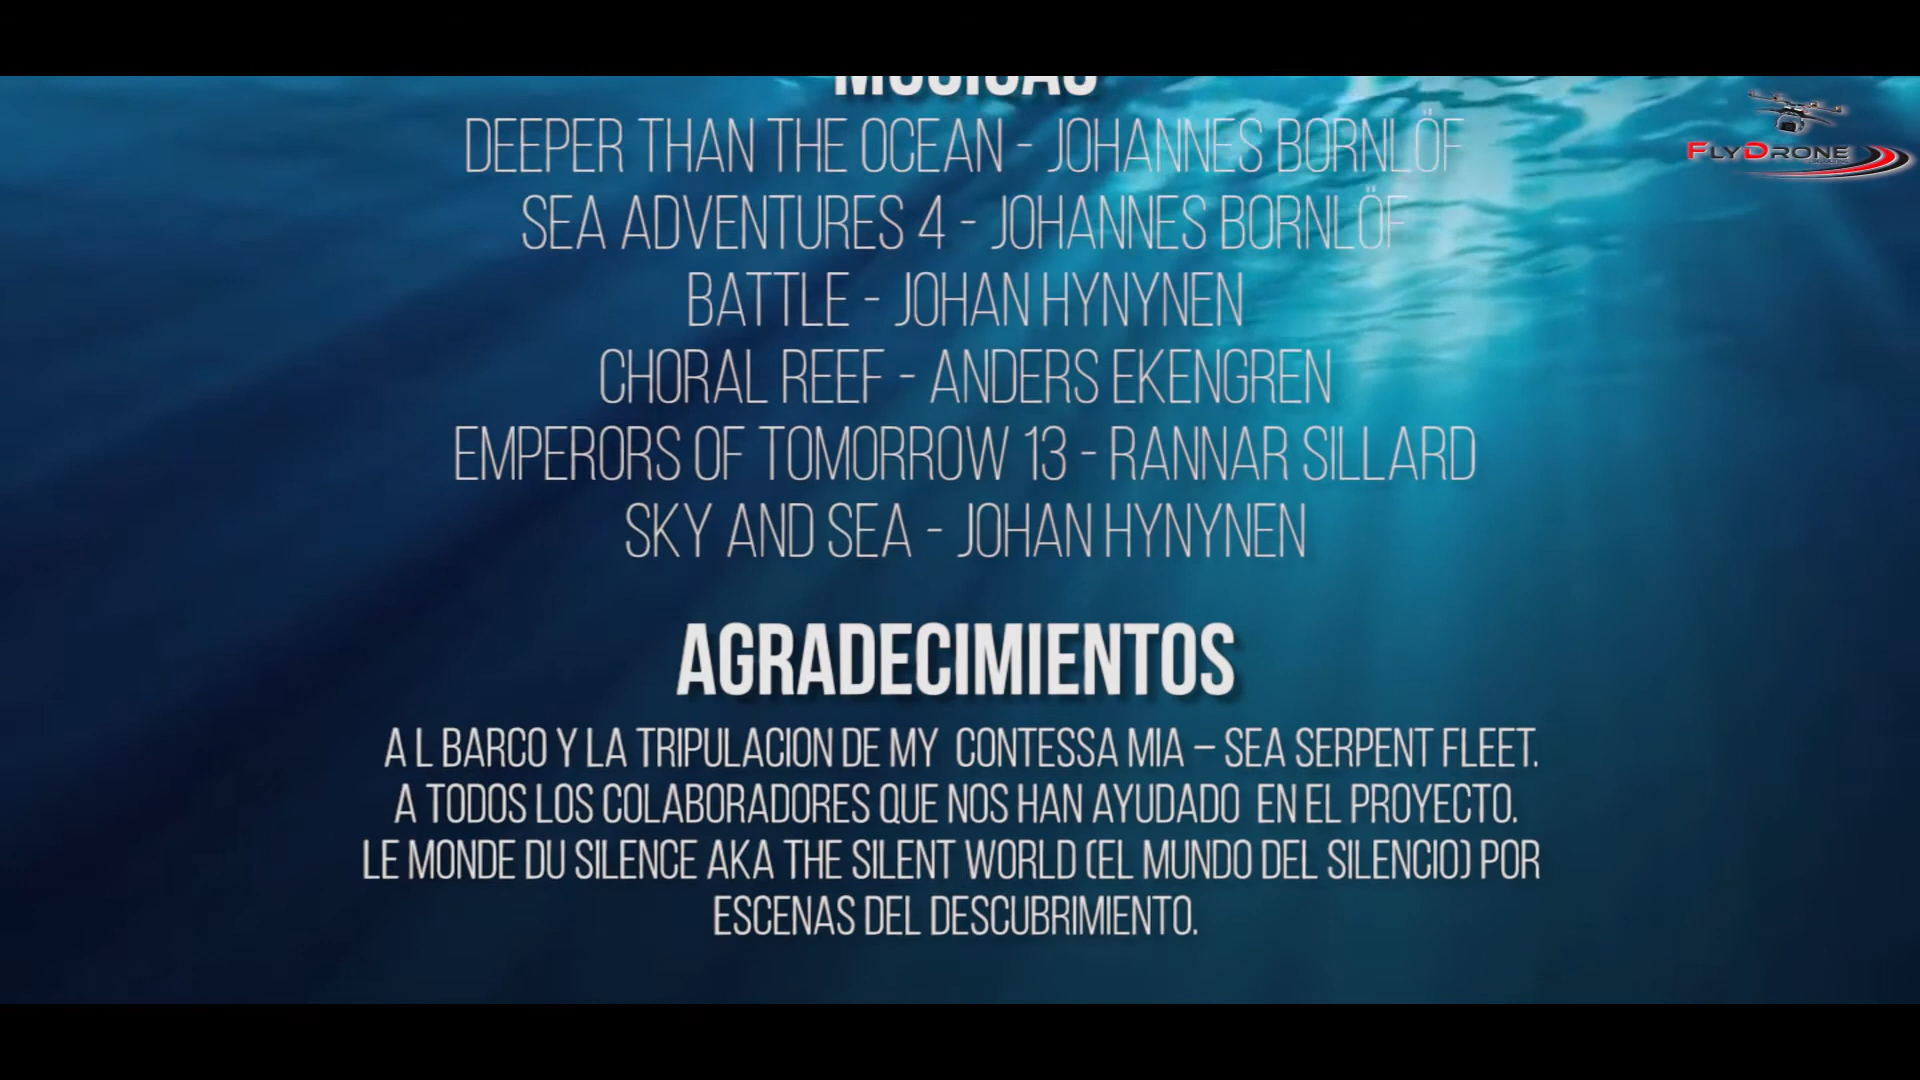 MUSICAS
DEEPER THAN THE OCEAN - JOHANNES BORNLÖF
SEA ADVENTURES 4 - JOHANNES BORNLÖF
BATTLE - JOHAN HYNYNEN
CHORAL REEF - ANDERS EKENGREN
EMPERORS OF TOMORROW 13 - RANNAR SILLARD
SKY AND SEA - JOHAN HYNYNEN
AGRADECIMIENTOS
A L BARCO Y LA TRIPULACION DE MY CONTESSA MIA – SEA SERPENT FLEET.
A TODOS LOS COLABORADORES QUE NOS HAN AYUDADO EN EL PROYECTO.
LE MONDE DU SILENCE AKA THE SILENT WORLD (EL MUNDO DEL SILENCIO) POR
ESCENAS DEL DESCUBRIMIENTO.
FLYDRONE